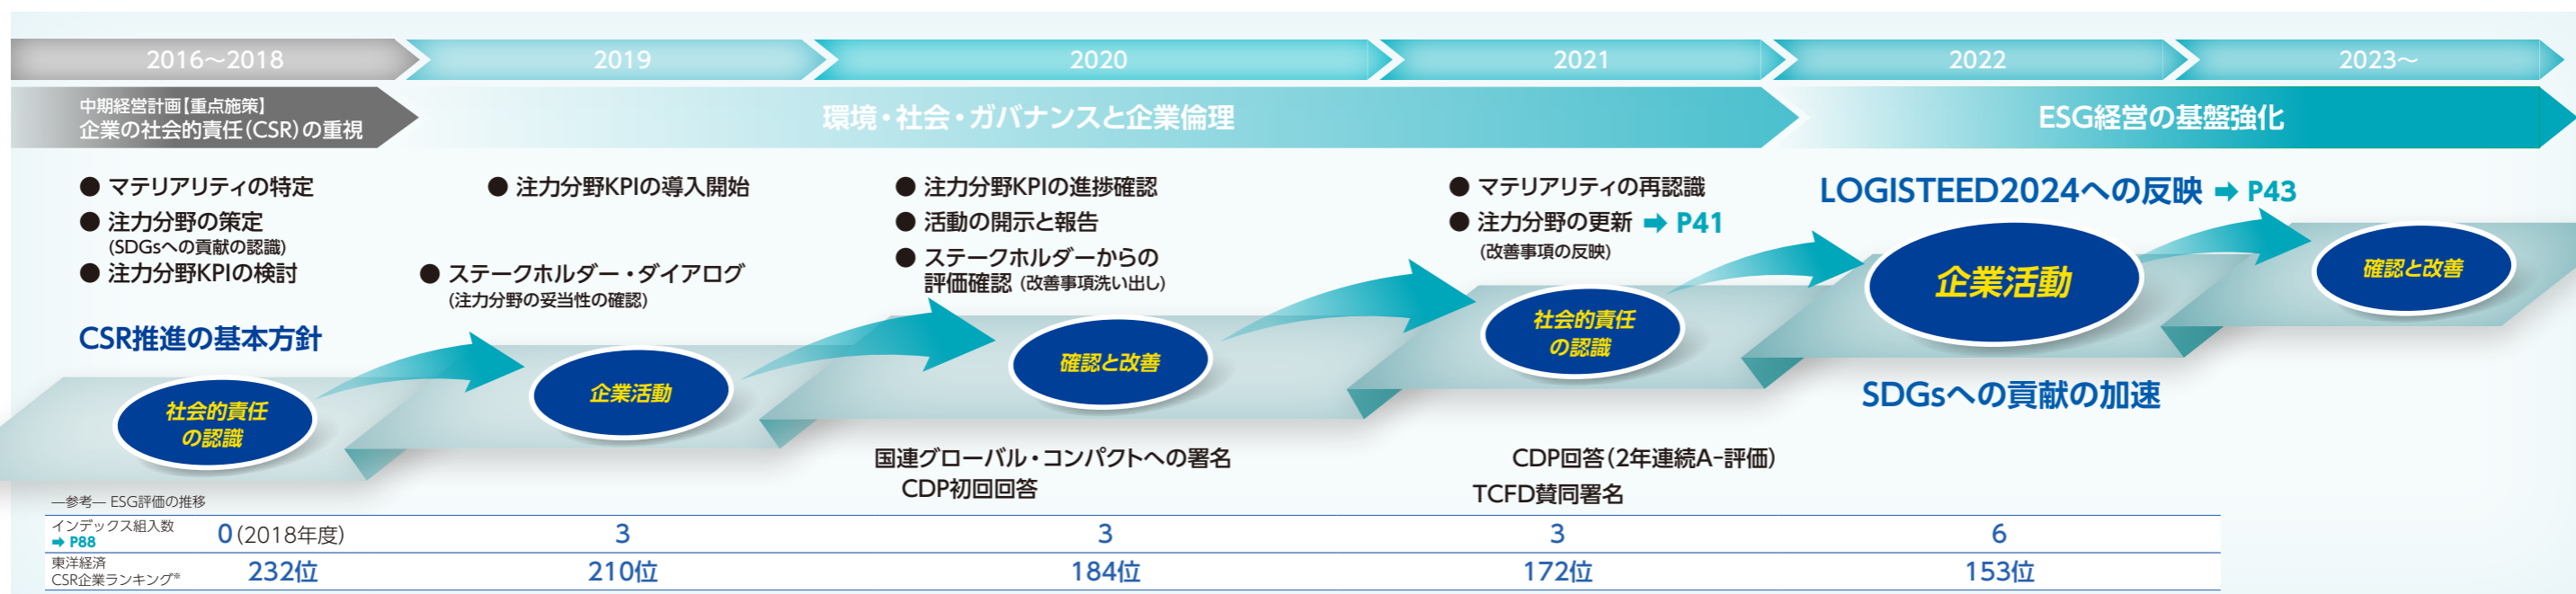 2016～2018
2019
2020
2021
2022
2023～
中期経営計画【重点施策】
企業の社会的責任（CSR）の重視
環境・社会・ガバナンスと企業倫理
ESG経営の基盤強化
● マテリアリティの特定
● 注力分野の策定
(SDGsへの貢献の認識)
● 注力分野KPIの検討
CSR推進の基本方針
社会的責任
の認識
● 注力分野KPIの導入開始
● ステークホルダー・ダイアログ
(注力分野の妥当性の確認)
企業活動
● 注力分野KPIの進捗確認
● 活動の開示と報告
● ステークホルダーからの
評価確認 (改善事項洗い出し)
確認と改善
国連グローバル・コンパクトへの署名
CDP初回回答
● マテリアリティの再認識
● 注力分野の更新 ➡ P41
(改善事項の反映)
社会的責任
の認識
CDP回答（2年連続A-評価）
TCFD賛同署名
LOGISTEED2024への反映 ➡ P43
企業活動
SDGsへの貢献の加速
確認と改善
―参考― ESG評価の推移
インデックス組入数
➡ P88
0（2018年度） 3 3 3 6
東洋経済
CSR企業ランキング※
232位 210位 184位 172位 153位